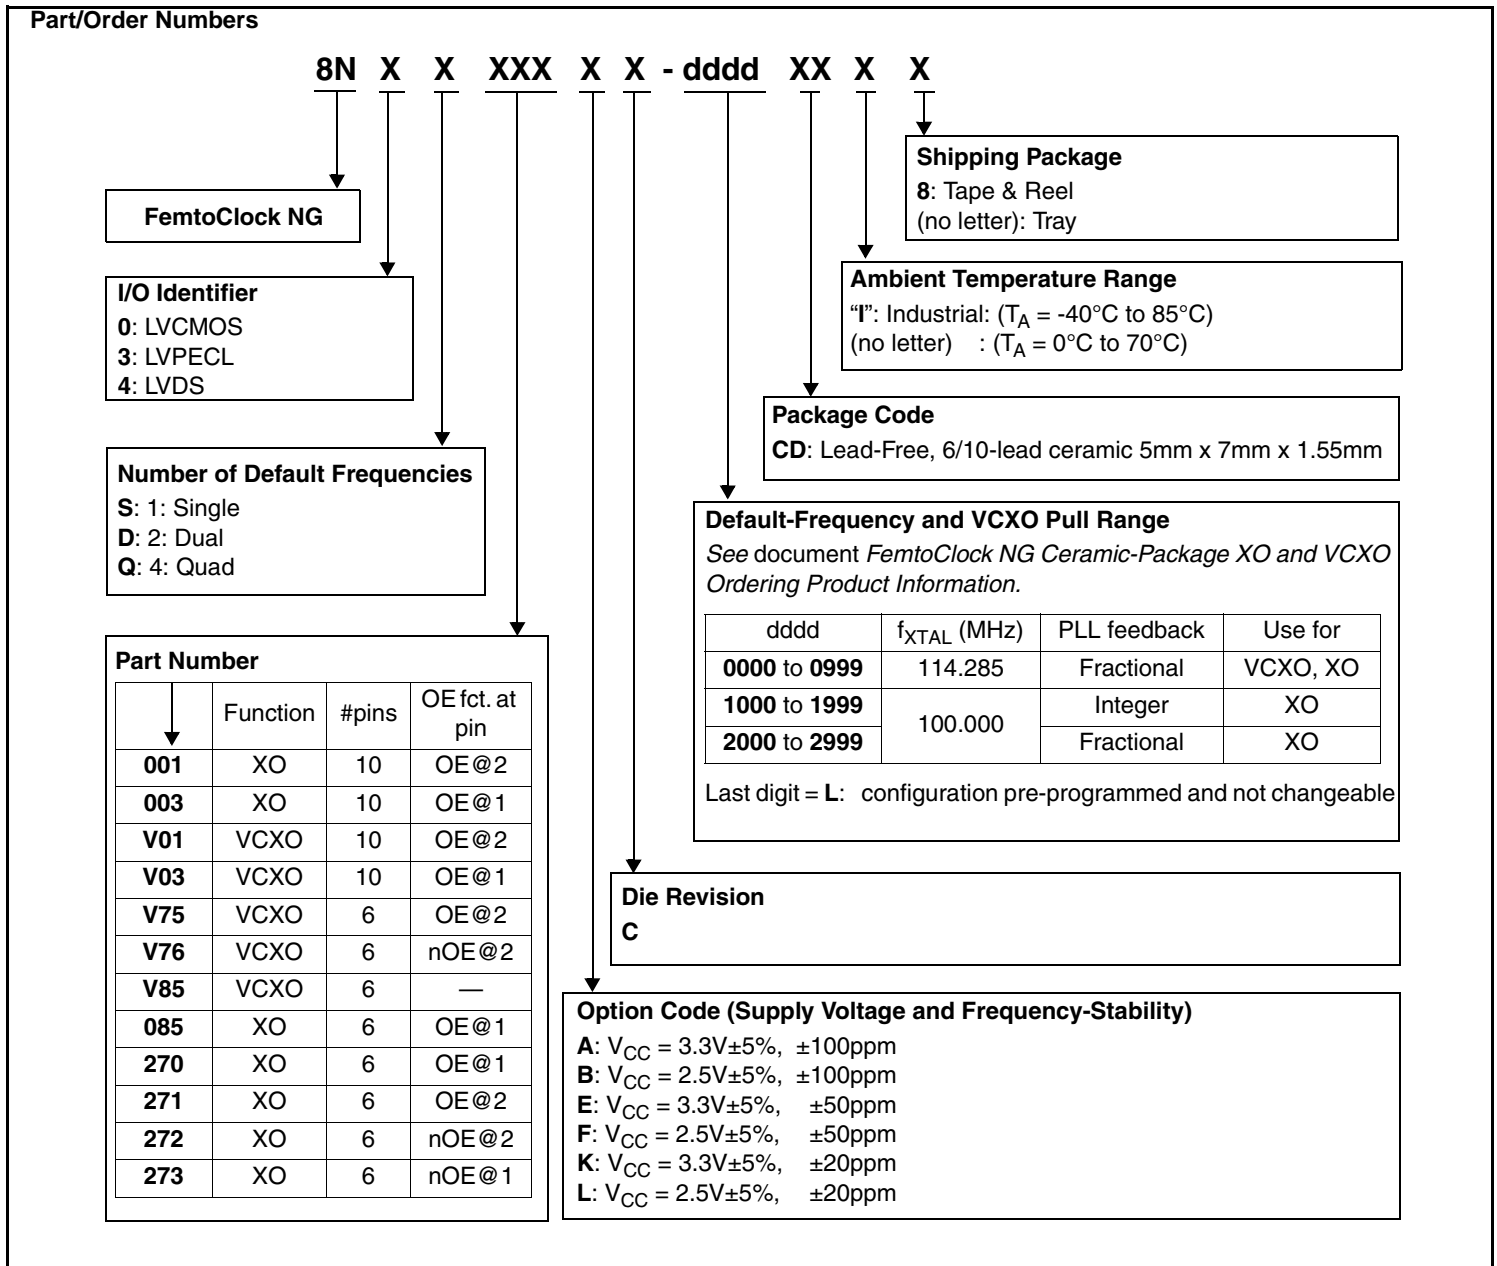 Part/Order Numbers
8N X X XXX X X - dddd XX X X
Shipping Package
8: Tape & Reel
(no letter): Tray
FemtoClock NG
Ambient Temperature Range
“I”: Industrial: (TA = -40°C to 85°C)
(no letter) : (TA = 0°C to 70°C)
I/O Identifier
0: LVCMOS
3: LVPECL
4: LVDS
Package Code
CD: Lead-Free, 6/10-lead ceramic 5mm x 7mm x 1.55mm
Number of Default Frequencies
S: 1: Single
D: 2: Dual
Q: 4: Quad
Default-Frequency and VCXO Pull Range
See document FemtoClock NG Ceramic-Package XO and VCXO
Ordering Product Information.
dddd fXTAL (MHz) PLL feedback Use for
0000 to 0999 114.285 Fractional VCXO, XO
1000 to 1999 100.000 Integer XO
2000 to 2999 Fractional XO
Last digit = L: configuration pre-programmed and not changeable
Part Number
Function #pins OE fct. at
pin
001 XO 10 OE@2
003 XO 10 OE@1
V01 VCXO 10 OE@2
V03 VCXO 10 OE@1
V75 VCXO 6 OE@2
V76 VCXO 6 nOE@2
V85 VCXO 6 —
085 XO 6 OE@1
270 XO 6 OE@1
271 XO 6 OE@2
272 XO 6 nOE@2
273 XO 6 nOE@1
Die Revision
C
Option Code (Supply Voltage and Frequency-Stability)
A: VCC = 3.3V±5%, ±100ppm
B: VCC = 2.5V±5%, ±100ppm
E: VCC = 3.3V±5%, ±50ppm
F: VCC = 2.5V±5%, ±50ppm
K: VCC = 3.3V±5%, ±20ppm
L: VCC = 2.5V±5%, ±20ppm